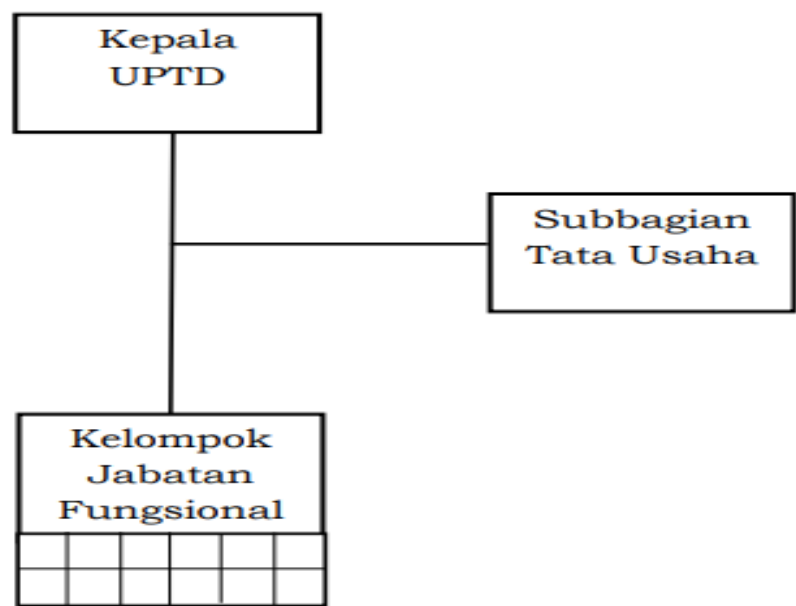 Kepala
UPTD
Subbagian
Tata Usaha
Kelompok
Jabatan
Fungsional